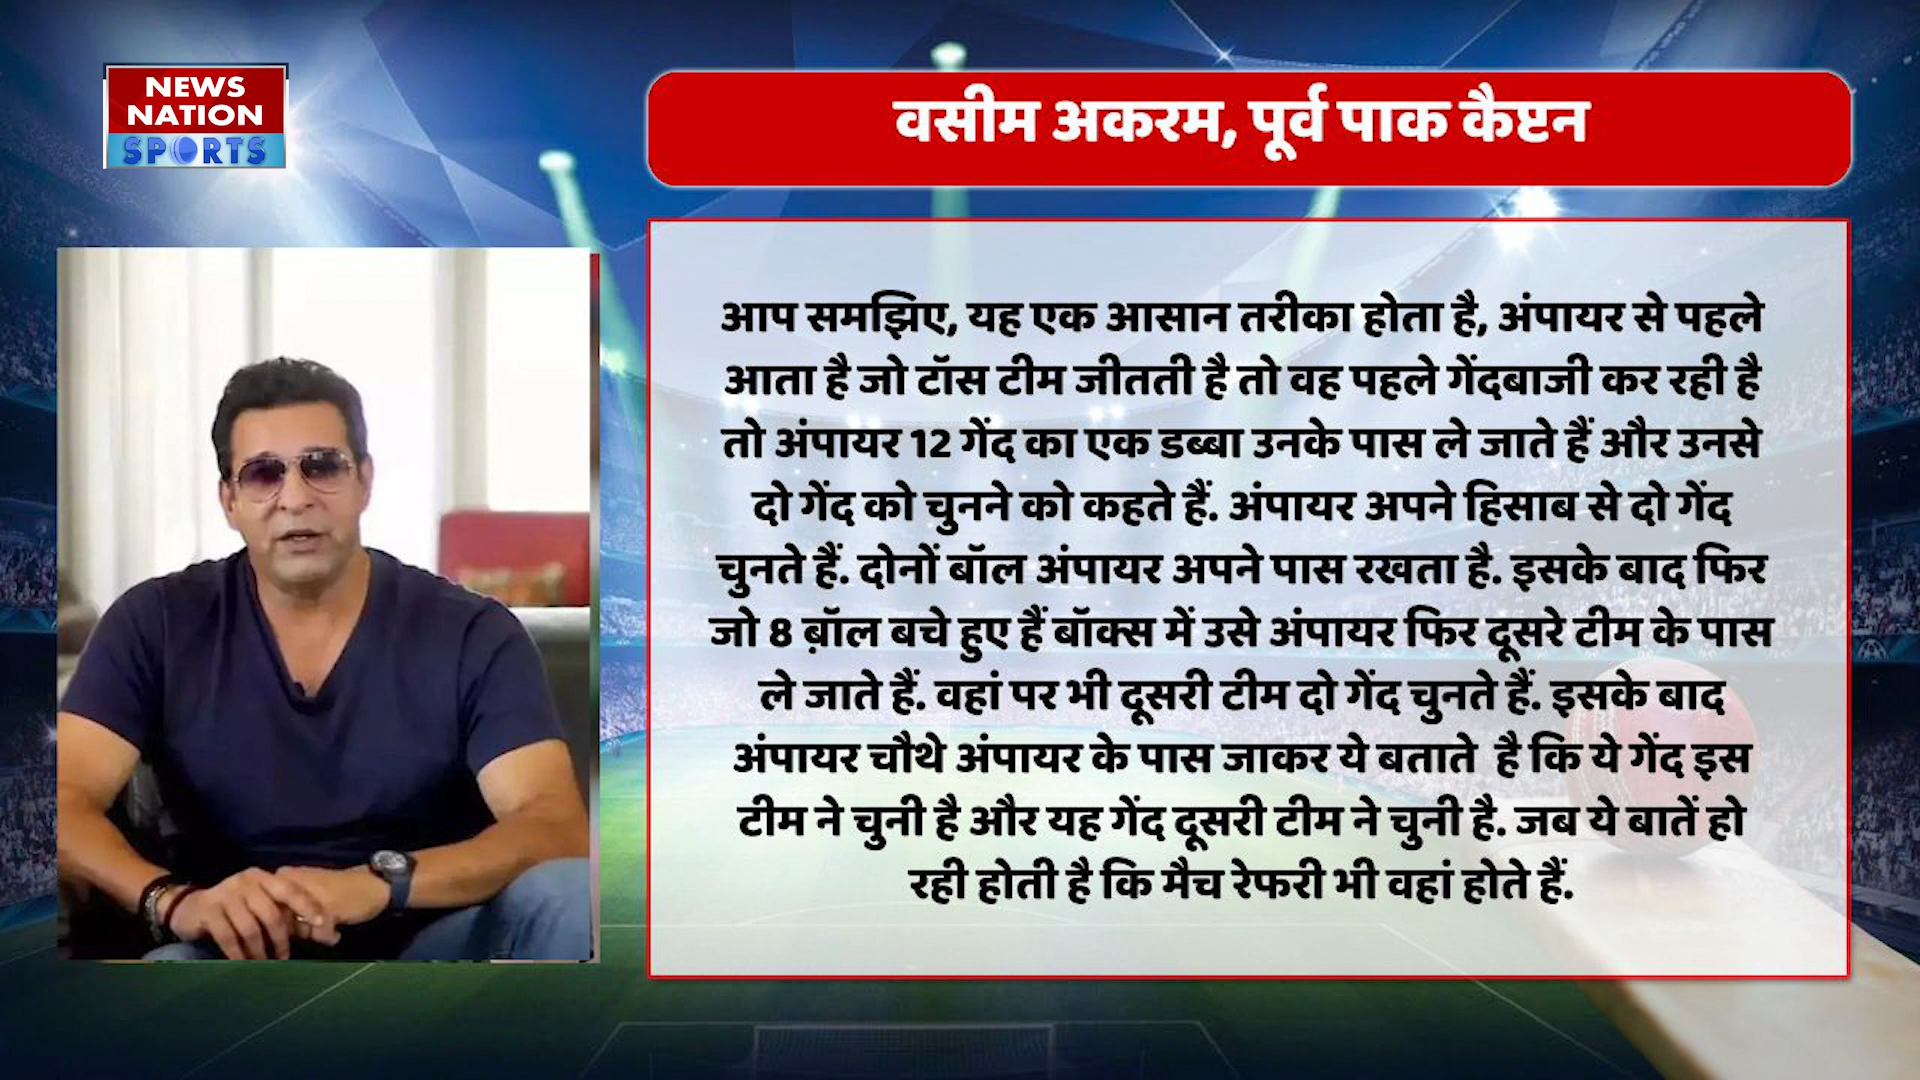 NEWS
NATION
SPORTS
वसीम अकरम, पूर्व पाक कैप्टन
आप समझिए, यह एक आसान तरीका होता है, अंपायर से पहले
आता है जो टॉस टीम जीतती है तो वह पहले गेंदबाजी कर रही है
तो अंपायर 12 गेंद का एक डब्बा उनके पास ले जाते हैं और उनसे
दो गेंद को चुनने को कहते हैं. अंपायर अपने हिसाब से दो गेंद
चुनते हैं. दोनों बॉल अंपायर अपने पास रखता है. इसके बाद फिर
जो 8 ब़ॉल बचे हुए हैं बॉक्स में उसे अंपायर फिर दूसरे टीम के पास
ले जाते हैं. वहां पर भी दूसरी टीम दो गेंद चुनते हैं. इसके बाद
अंपायर चौथे अंपायर के पास जाकर ये बताते है कि ये गेंद इस
टीम ने चुनी है और यह गेंद दूसरी टीम ने चुनी है. जब ये बातें हो
रही होती है कि मैच रेफरी भी वहां होते हैं.